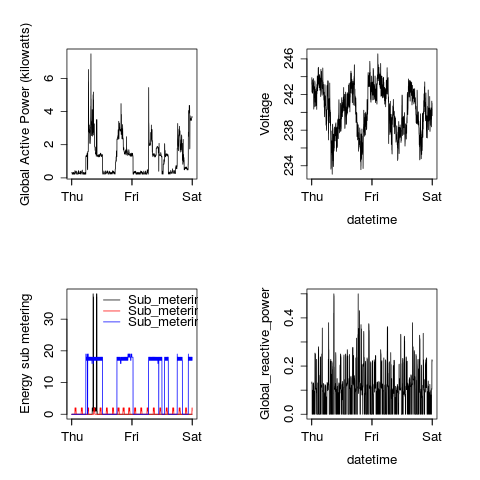 Global Active Power (kilowatts)
0 2 4 6
Thu Fri Sat
Voltage
234 238 242 246
Thu Fri Sat
datetime
Energy sub metering
0 10 20 30
Sub_meterin
Sub_meterin
Sub_meterin
Thu Fri Sat
Global_reactive_power
0.0 0.2 0.4
Thu Fri Sat
datetime